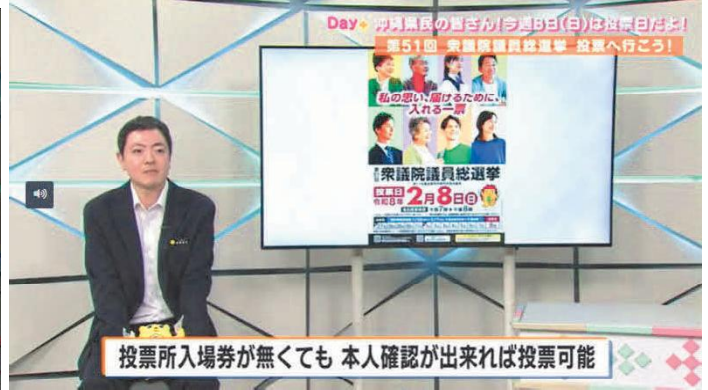 Day+ 沖縄県民の皆さん！今週8日（日）は投票日だよ！
第51回 衆議院議員総選挙 投票へ行こう！
私の思い、届けるために、
入れる一票
衆議院議員総選挙
投票日
令和8年
2月8日(日)
投票所入場券が無くても 本人確認が出来れば投票可能